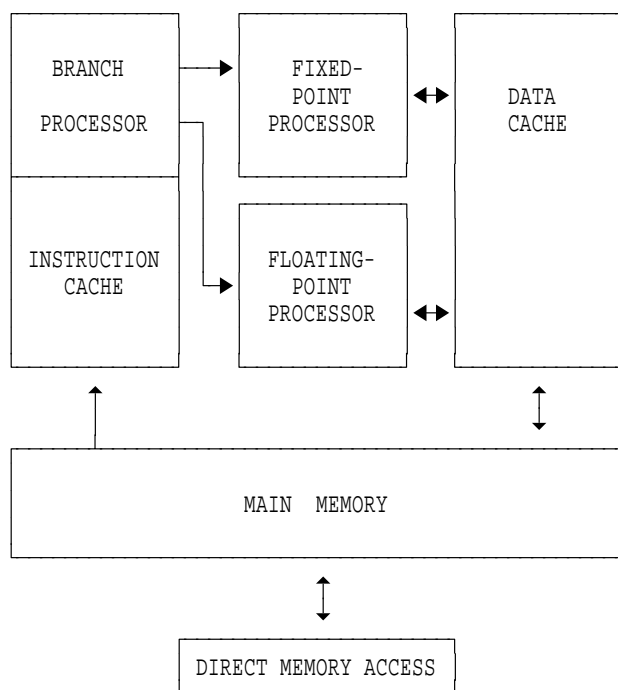 BRANCH
PROCESSOR
FIXED-
POINT
PROCESSOR
DATA
CACHE
INSTRUCTION
CACHE
FLOATING-
POINT
PROCESSOR
MAIN MEMORY
DIRECT MEMORY ACCESS